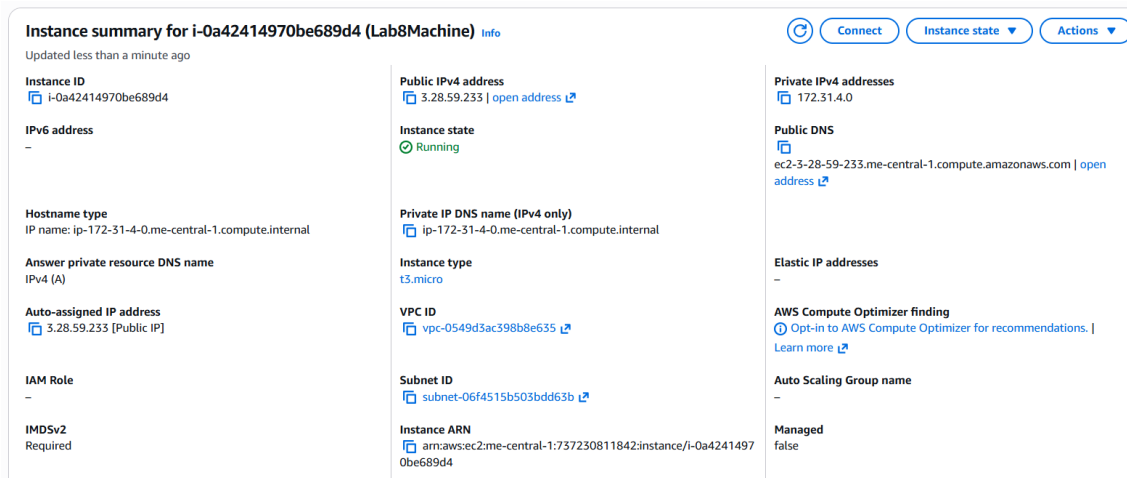 Instance summary for i-0a42414970be689d4 (Lab8Machine) Info
Connect
Instance state
Actions
Updated less than a minute ago
Instance ID
i-0a42414970be689d4
Public IPv4 address
3.28.59.233 | open address
Private IPv4 addresses
172.31.4.0
IPv6 address
–
Instance state
Running
Public DNS
ec2-3-28-59-233.me-central-1.compute.amazonaws.com | open
address
Hostname type
IP name: ip-172-31-4-0.me-central-1.compute.internal
Private IP DNS name (IPv4 only)
ip-172-31-4-0.me-central-1.compute.internal
Answer private resource DNS name
IPv4 (A)
Instance type
t3.micro
Elastic IP addresses
–
Auto-assigned IP address
3.28.59.233 [Public IP]
VPC ID
vpc-0549d3ac398b8e635
AWS Compute Optimizer finding
Opt-in to AWS Compute Optimizer for recommendations. |
Learn more
IAM Role
–
Subnet ID
subnet-06f4515b503bdd63b
Auto Scaling Group name
–
IMDSv2
Required
Instance ARN
arn:aws:ec2:me-central-1:737230811842:instance/i-0a4241497
0be689d4
Managed
false